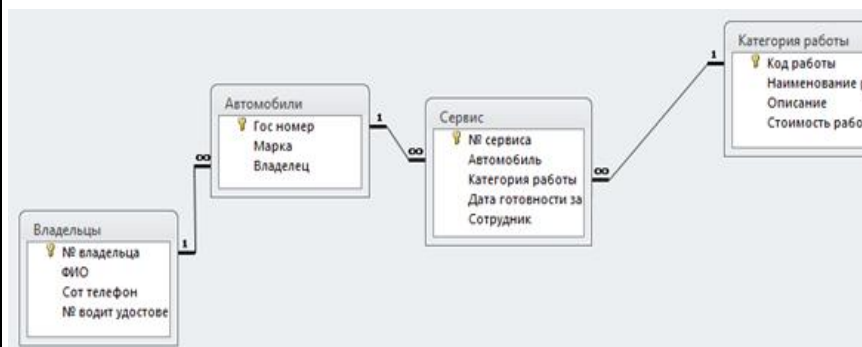 Категория работы
Код работы
Наименование
Описание
Стоимость
Автомобили
Гос номер
Марка
Владелец
Сервис
№ сервиса
Автомобиль
Категория работы
Дата готовности за
Сотрудник
Владельцы
№ владельца
ФИО
Сот телефон
№ водит удостове
1
∞
1
∞
1
∞